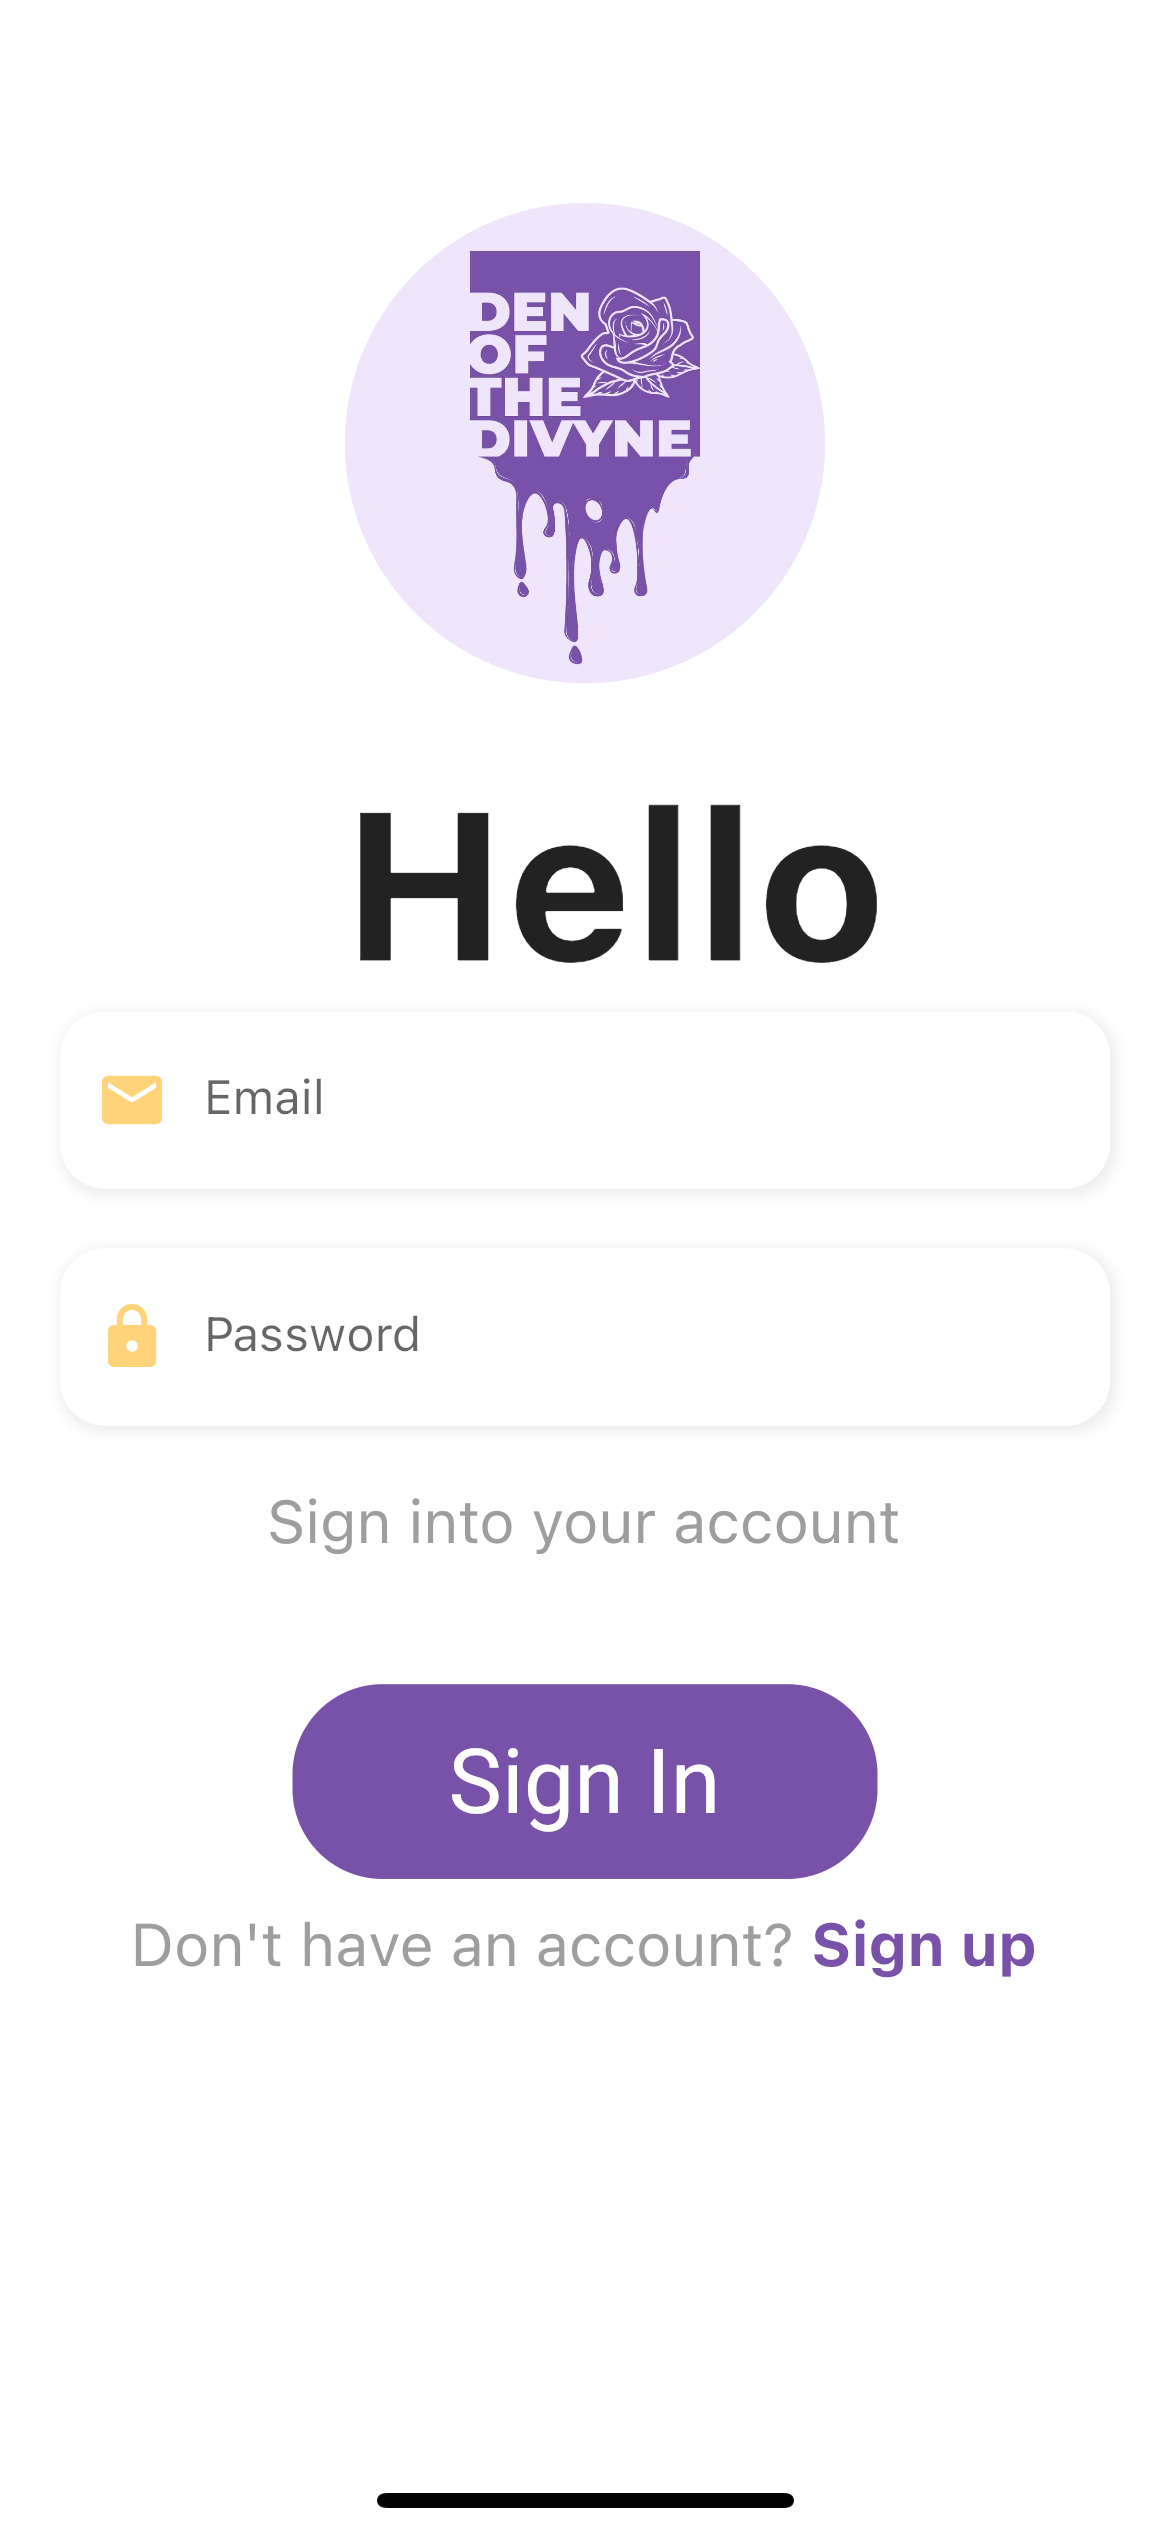 DEN
OF
THE
DIVYNE
Hello
Email
Password
Sign into your account
Sign In
Don't have an account? Sign up